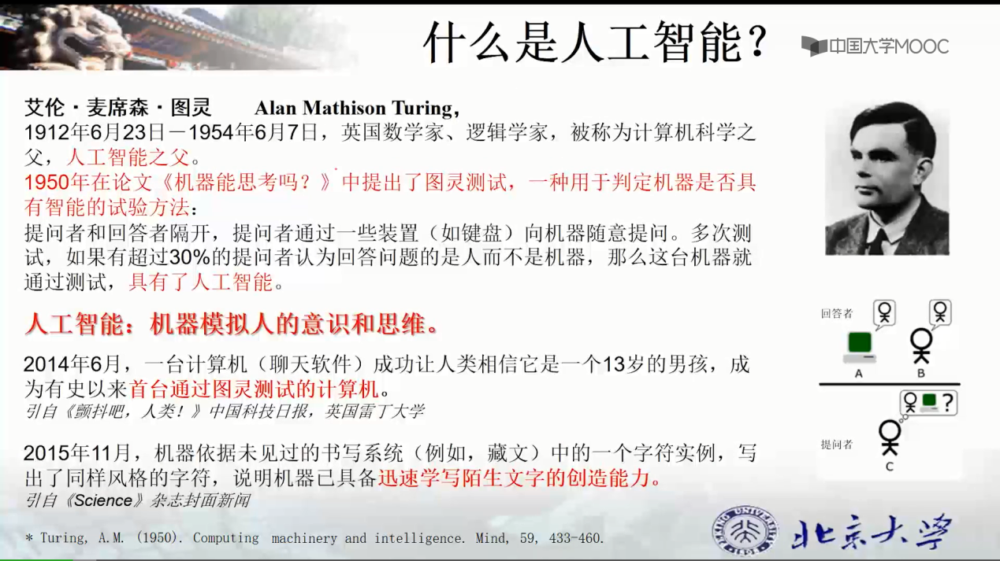 什么是人工智能？
中国大学MOOC
艾伦·麦席森·图灵 Alan Mathison Turing,
1912年6月23日－1954年6月7日，英国数学家、逻辑学家，被称为计算机科学之
父，人工智能之父。
1950年在论文《机器能思考吗？》中提出了图灵测试，一种用于判定机器是否具
有智能的试验方法：
提问者和回答者隔开，提问者通过一些装置（如键盘）向机器随意提问。多次测
试，如果有超过30%的提问者认为回答问题的是人而不是机器，那么这台机器就
通过测试，具有了人工智能。
人工智能：机器模拟人的意识和思维。
2014年6月，一台计算机（聊天软件）成功让人类相信它是一个13岁的男孩，成
为有史以来首台通过图灵测试的计算机。
引自《颤抖吧，人类！》中国科技日报，英国雷丁大学
2015年11月，机器依据未见过的书写系统（例如，藏文）中的一个字符实例，写
出了同样风格的字符，说明机器已具备迅速学写陌生文字的创造能力。
引自《Science》杂志封面新闻
* Turing, A.M. (1950). Computing machinery and intelligence. Mind, 59, 433-460.
回答者
A B
?
提问者
C
PEKING UNIVERSITY
1898
北京大学